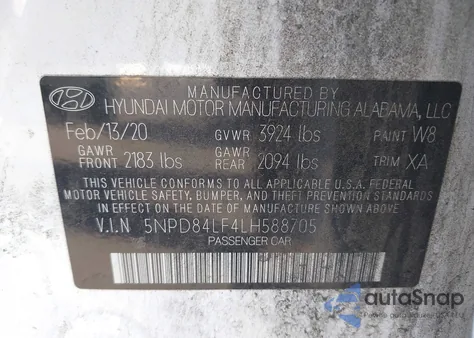 MANUFACTURED BY
HYUNDAI MOTOR MANUFACTURING ALABAMA, LLC
Feb/13/20 GVWR 3924 lbs PAINT W8
GAWR FRONT 2183 lbs GAWR REAR 2094 lbs TRIM XA
THIS VEHICLE CONFORMS TO ALL APPLICABLE U.S.A. FEDERAL
MOTOR VEHICLE SAFETY, BUMPER, AND THEFT PREVENTION STANDARDS
IN EFFECT ON THE DATE OF MANUFACTURE SHOWN ABOVE.
V.I.N 5NPD84LF4LH588705
PASSENGER CAR
autoSnap